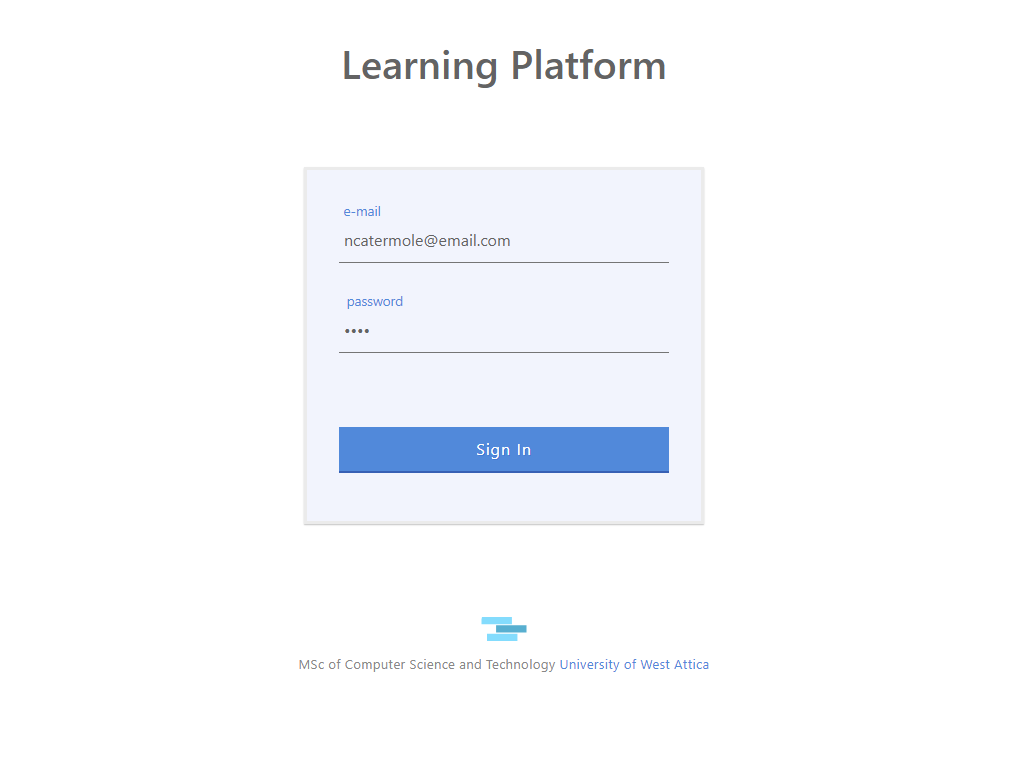 Learning Platform
e-mail
ncatermole@email.com
password
••••
Sign In
MSc of Computer Science and Technology University of West Attica